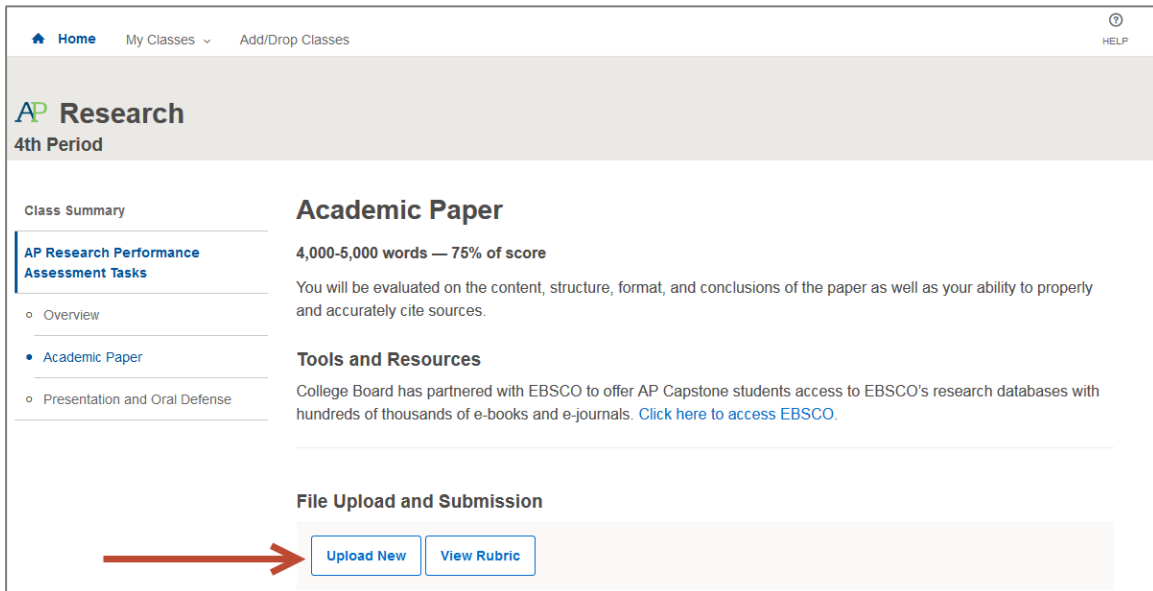 Home My Classes Add/Drop Classes
HELP
AP Research
4th Period
Class Summary
AP Research Performance
Assessment Tasks
Overview
Academic Paper
Presentation and Oral Defense
Academic Paper
4,000-5,000 words — 75% of score
You will be evaluated on the content, structure, format, and conclusions of the paper as well as your ability to properly
and accurately cite sources.
Tools and Resources
College Board has partnered with EBSCO to offer AP Capstone students access to EBSCO’s research databases with
hundreds of thousands of e-books and e-journals. Click here to access EBSCO.
File Upload and Submission
Upload New View Rubric